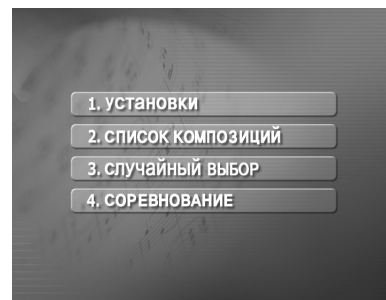 1. УСТАНОВКИ
2. СПИСОК КОМПОЗИЦИЙ
3. СЛУЧАЙНЫЙ ВЫБОР
4. СОРЕВНОВАНИЕ